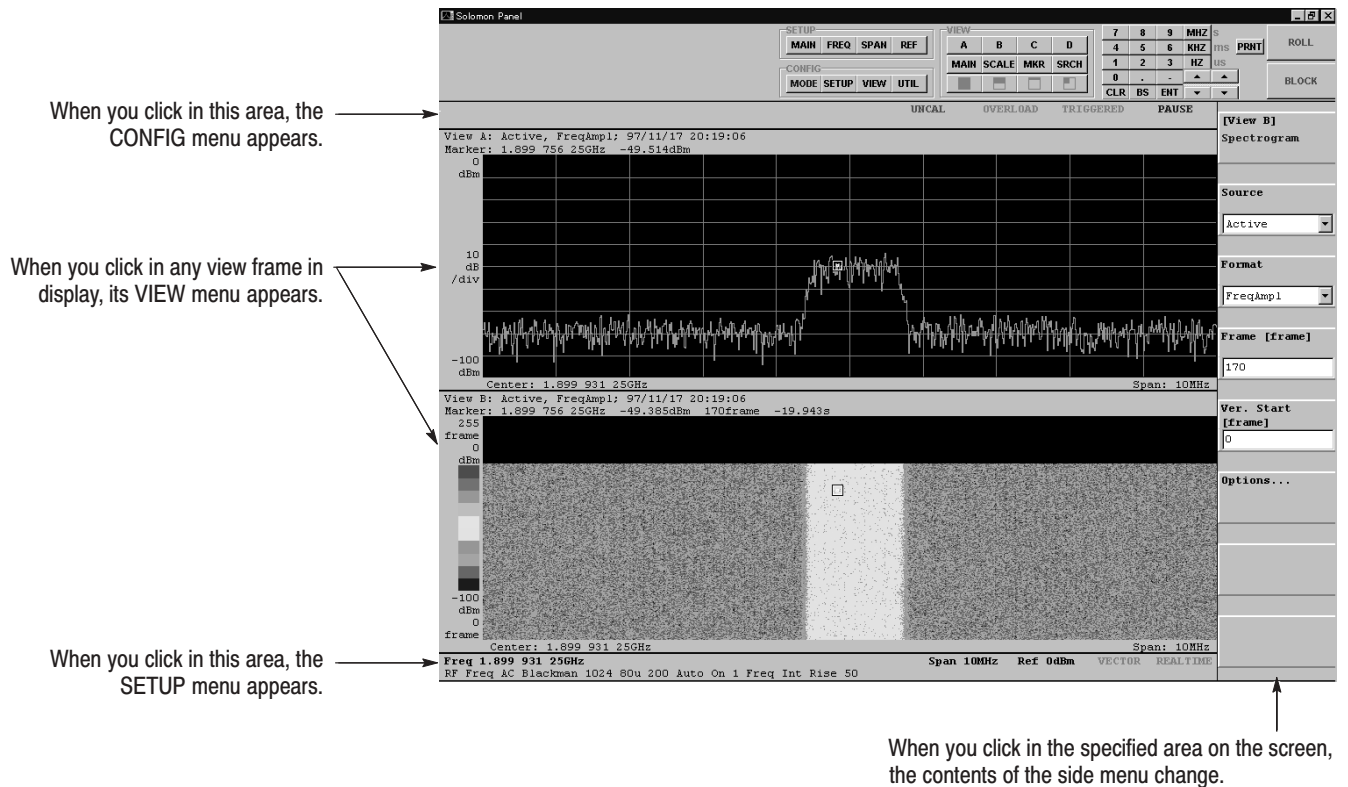 Solomon Panel
SETUP
MAIN FREQ SPAN REF
CONFIG
MODE SETUP VIEW UTIL
VIEW
A B C D
MAIN SCALE MKR SRCH
7 8 9 MHZ S
4 5 6 KHZ ms PRNT
1 2 3 HZ us
0 . -
CLR BS ENT
ROLL
BLOCK
UNCAL OVERLOAD TRIGGERED PAUSE
When you click in this area, the
CONFIG menu appears.
View A: Active, FreqAmpl; 97/11/17 20:19:06
Marker: 1.899 756 25GHz -49.514dBm
0
dBm
10
dB
/div
-100
dBm
Center: 1.899 931 25GHz Span: 10MHz
When you click in any view frame in
display, its VIEW menu appears.
View B: Active, FreqAmpl; 97/11/17 20:19:06
Marker: 1.899 756 25GHz -49.385dBm 170frame -19.943s
255
frame
0
dBm
-100
dBm
0
frame
Center: 1.899 931 25GHz Span: 10MHz
When you click in this area, the
SETUP menu appears.
Freq 1.899 931 25GHz Span 10MHz Ref 0dBm VECTOR REALTIME
RF Freq AC Blackman 1024 80u 200 Auto On 1 Freq Int Rise 50
[View B]
Spectrogram
Source
Active
Format
FreqAmpl
Frame [frame]
170
Ver. Start
[frame]
0
Options...
When you click in the specified area on the screen,
the contents of the side menu change.